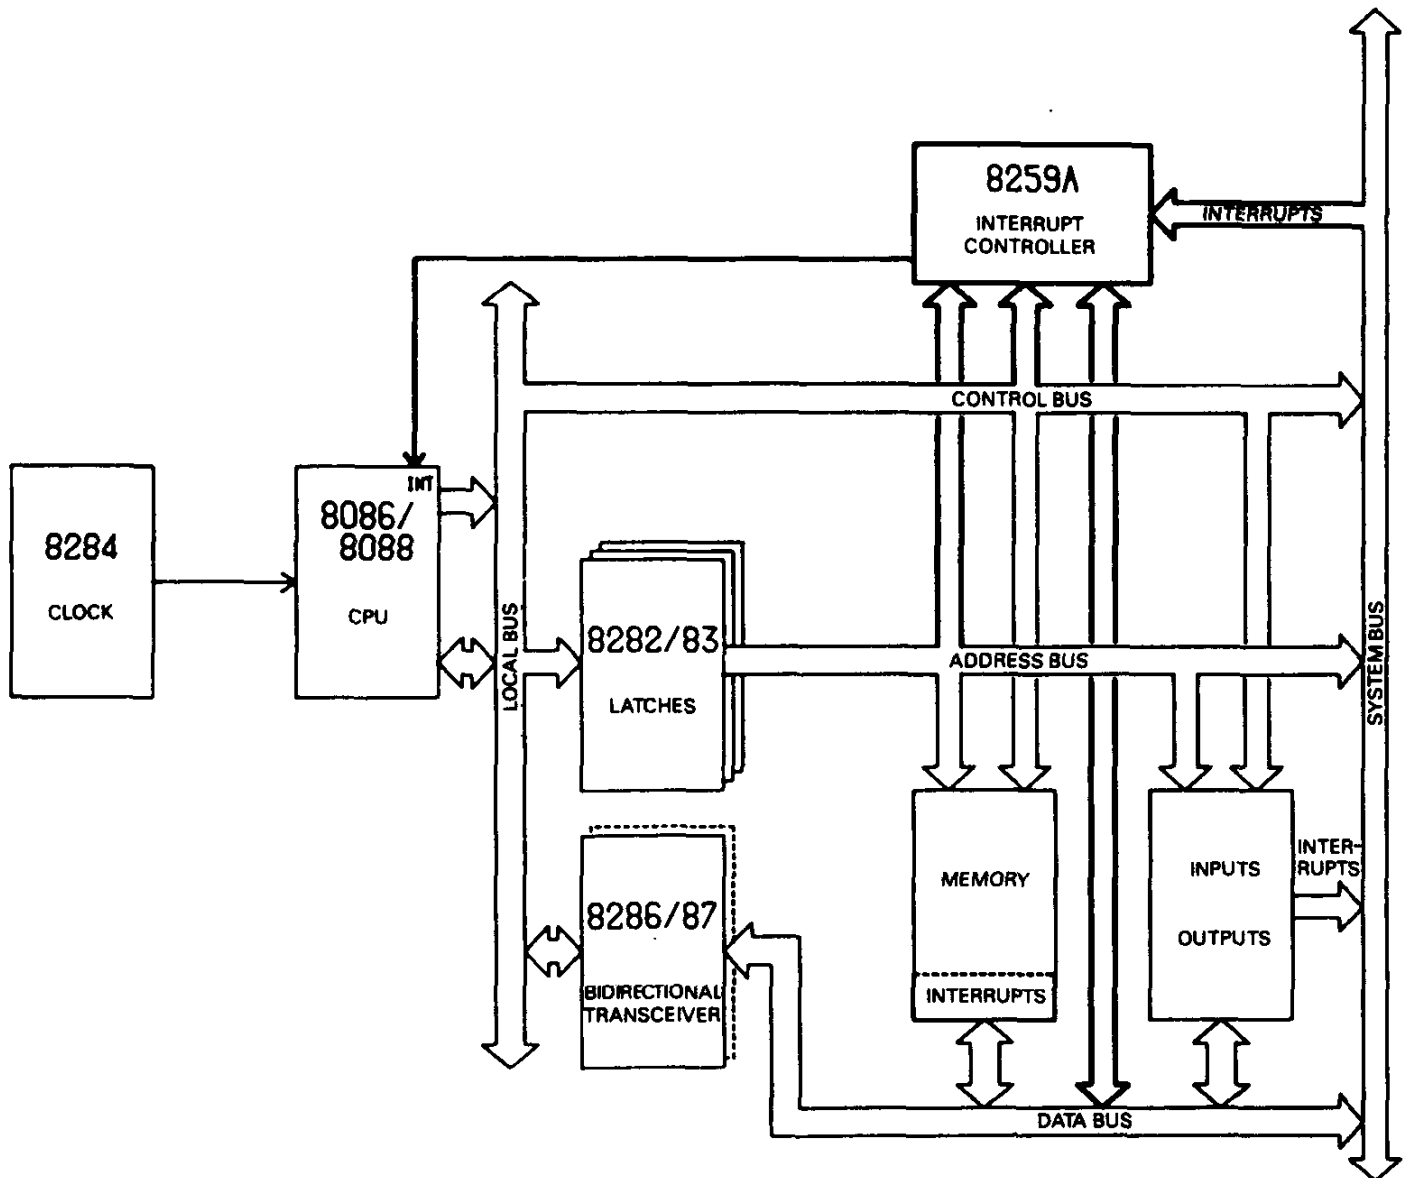 8259A
INTERRUPT
CONTROLLER
INTERRUPTS
CONTROL BUS
INT
8086/
8088
CPU
8284
CLOCK
LOCAL BUS
8282/83
LATCHES
ADDRESS BUS
SYSTEM BUS
8286/87
BIDIRECTIONAL
TRANSCEIVER
MEMORY
INTERRUPTS
INPUTS
OUTPUTS
INTER-
RUPTS
DATA BUS